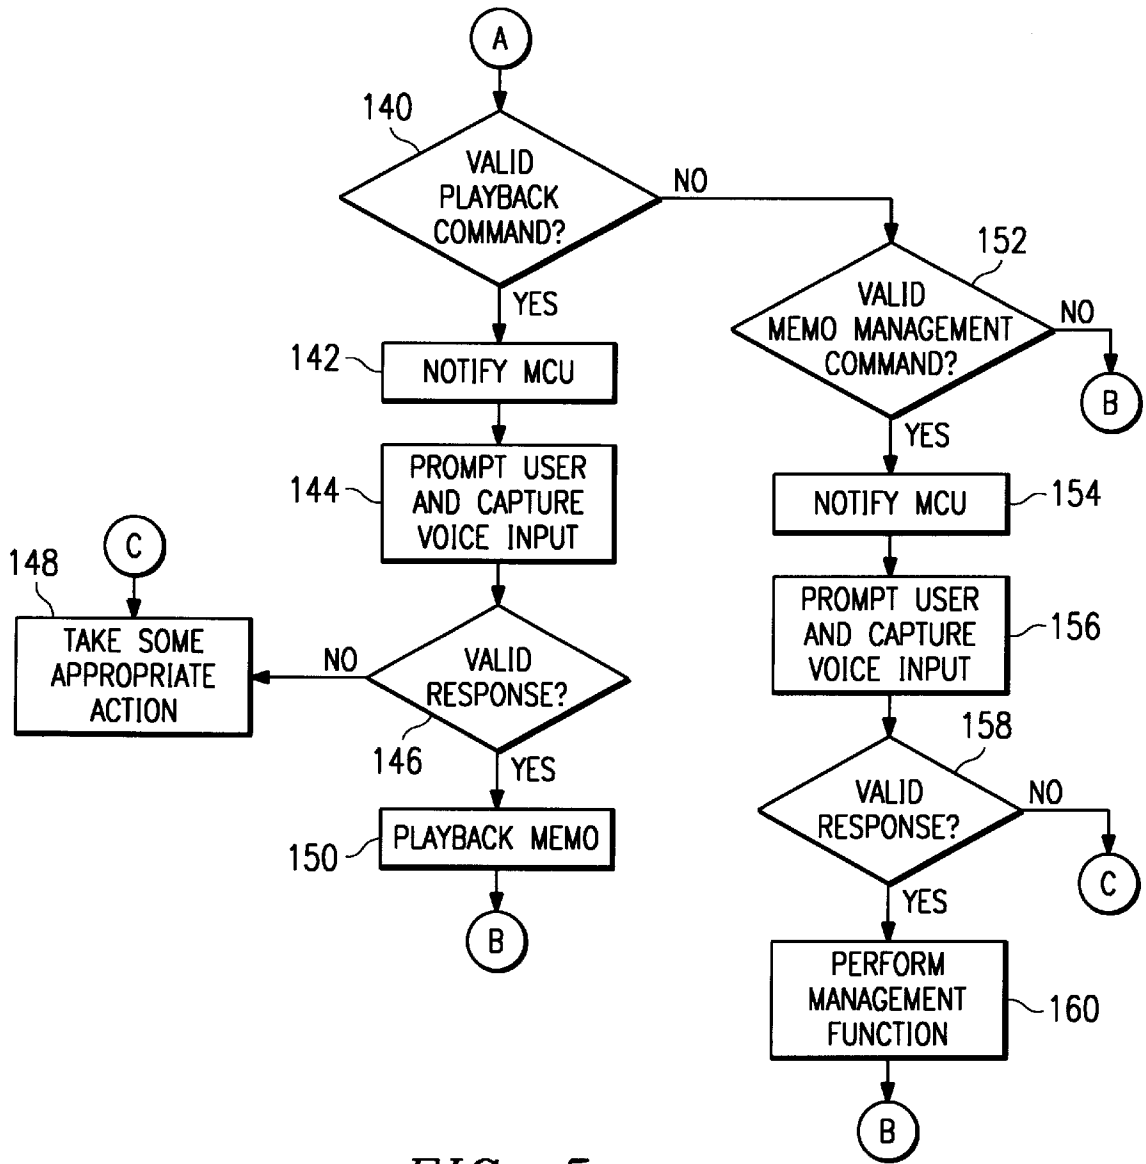 A
140
VALID
PLAYBACK
COMMAND?
NO
YES
152
VALID
MEMO MANAGEMENT
COMMAND?
NO
B
YES
142
NOTIFY MCU
144
PROMPT USER
AND CAPTURE
VOICE INPUT
NOTIFY MCU
154
C
148
TAKE SOME
APPROPRIATE
ACTION
NO
VALID
RESPONSE?
146
YES
PROMPT USER
AND CAPTURE
VOICE INPUT
156
150
PLAYBACK MEMO
B
158
VALID
RESPONSE?
NO
C
YES
PERFORM
MANAGEMENT
FUNCTION
160
B